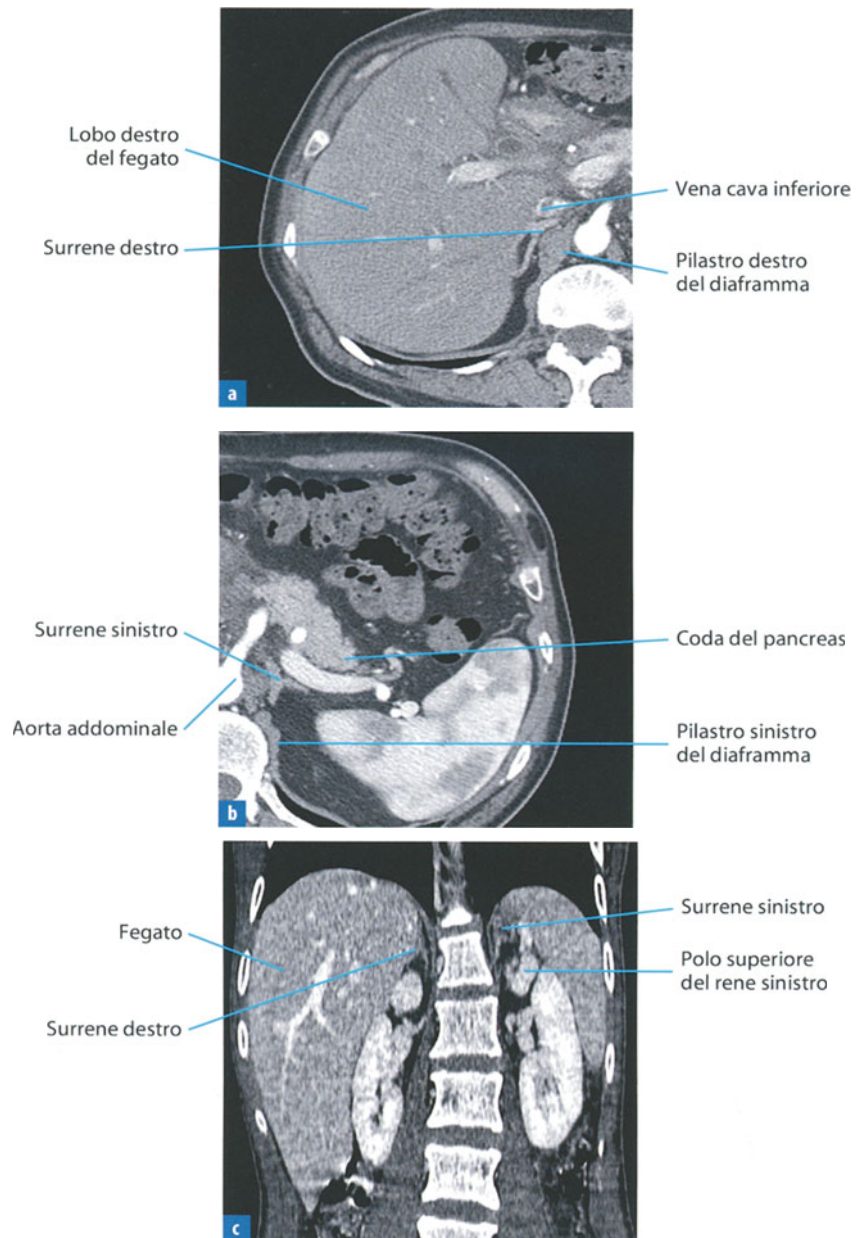 Lobo destro
del fegato
Surrene destro
Vena cava inferiore
Pilastro destro
del diaframma
a
Surrene sinistro
Aorta addominale
Coda del pancreas
Pilastro sinistro
del diaframma
b
Fegato
Surrene destro
Surrene sinistro
Polo superiore
del rene sinistro
c